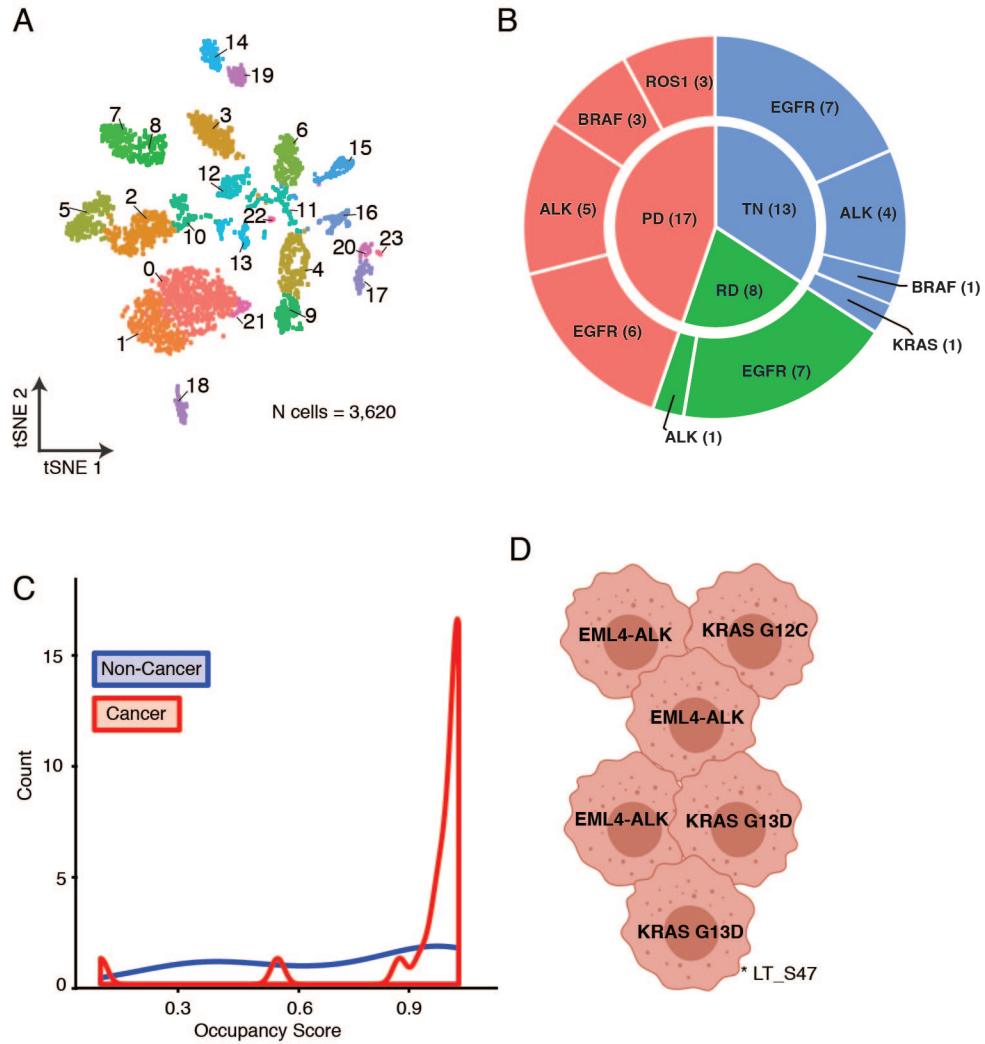 A
14
19
7
8
3
6
15
12
5
2
22
11
16
10
13
20
23
0
4
17
21
9
1
18
N cells = 3,620
tSNE 2
tSNE 1
B
ROS1 (3)
EGFR (7)
BRAF (3)
ALK (5)
PD (17)
TN (13)
ALK (4)
RD (8)
BRAF (1)
EGFR (6)
KRAS (1)
EGFR (7)
ALK (1)
C
Non-Cancer
Cancer
15
10
5
0
Count
0.3
0.6
0.9
Occupancy Score
D
EML4-ALK
KRAS G12C
EML4-ALK
EML4-ALK
KRAS G13D
KRAS G13D
* LT_S47